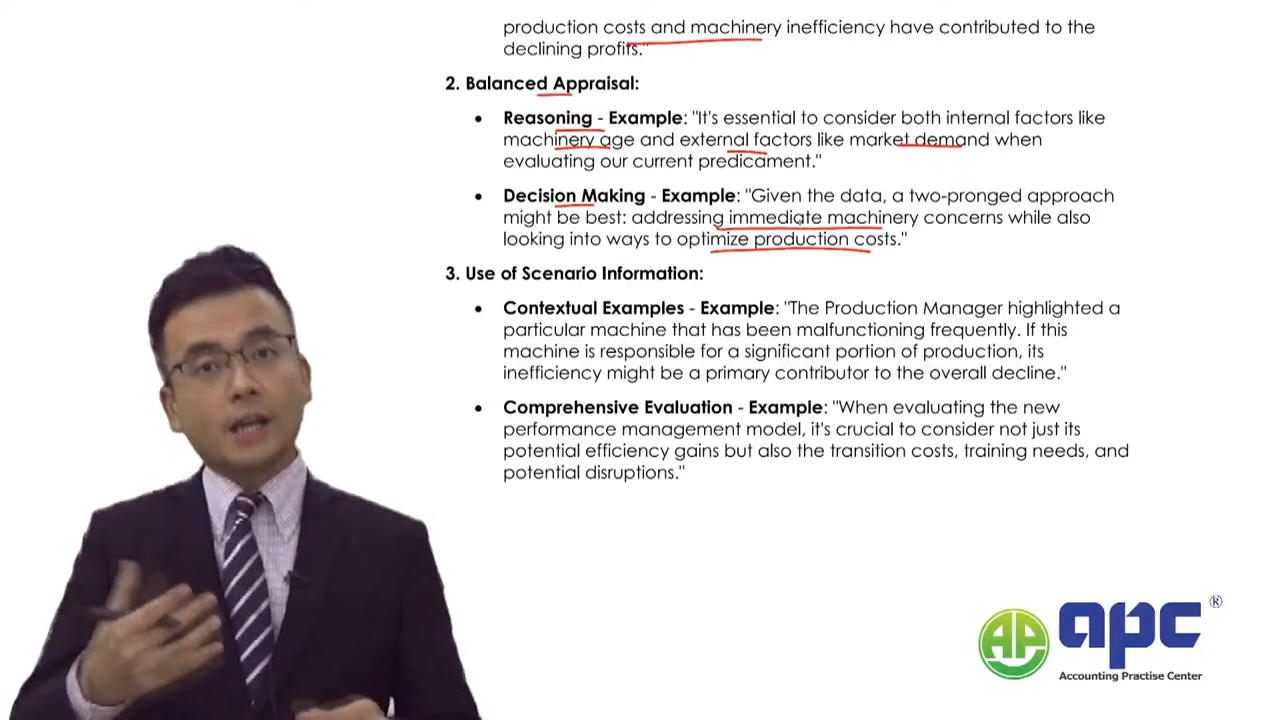 production costs and machinery inefficiency have contributed to the
declining profits."
2. Balanced Appraisal:
• Reasoning - Example: "It's essential to consider both internal factors like
machinery age and external factors like market demand when
evaluating our current predicament."
• Decision Making - Example: "Given the data, a two-pronged approach
might be best: addressing immediate machinery concerns while also
looking into ways to optimize production costs."
3. Use of Scenario Information:
• Contextual Examples - Example: "The Production Manager highlighted a
particular machine that has been malfunctioning frequently. If this
machine is responsible for a significant portion of production, its
inefficiency might be a primary contributor to the overall decline."
• Comprehensive Evaluation - Example: "When evaluating the new
performance management model, it's crucial to consider not just its
potential efficiency gains but also the transition costs, training needs, and
potential disruptions."
AP apc ®
Accounting Practise Center